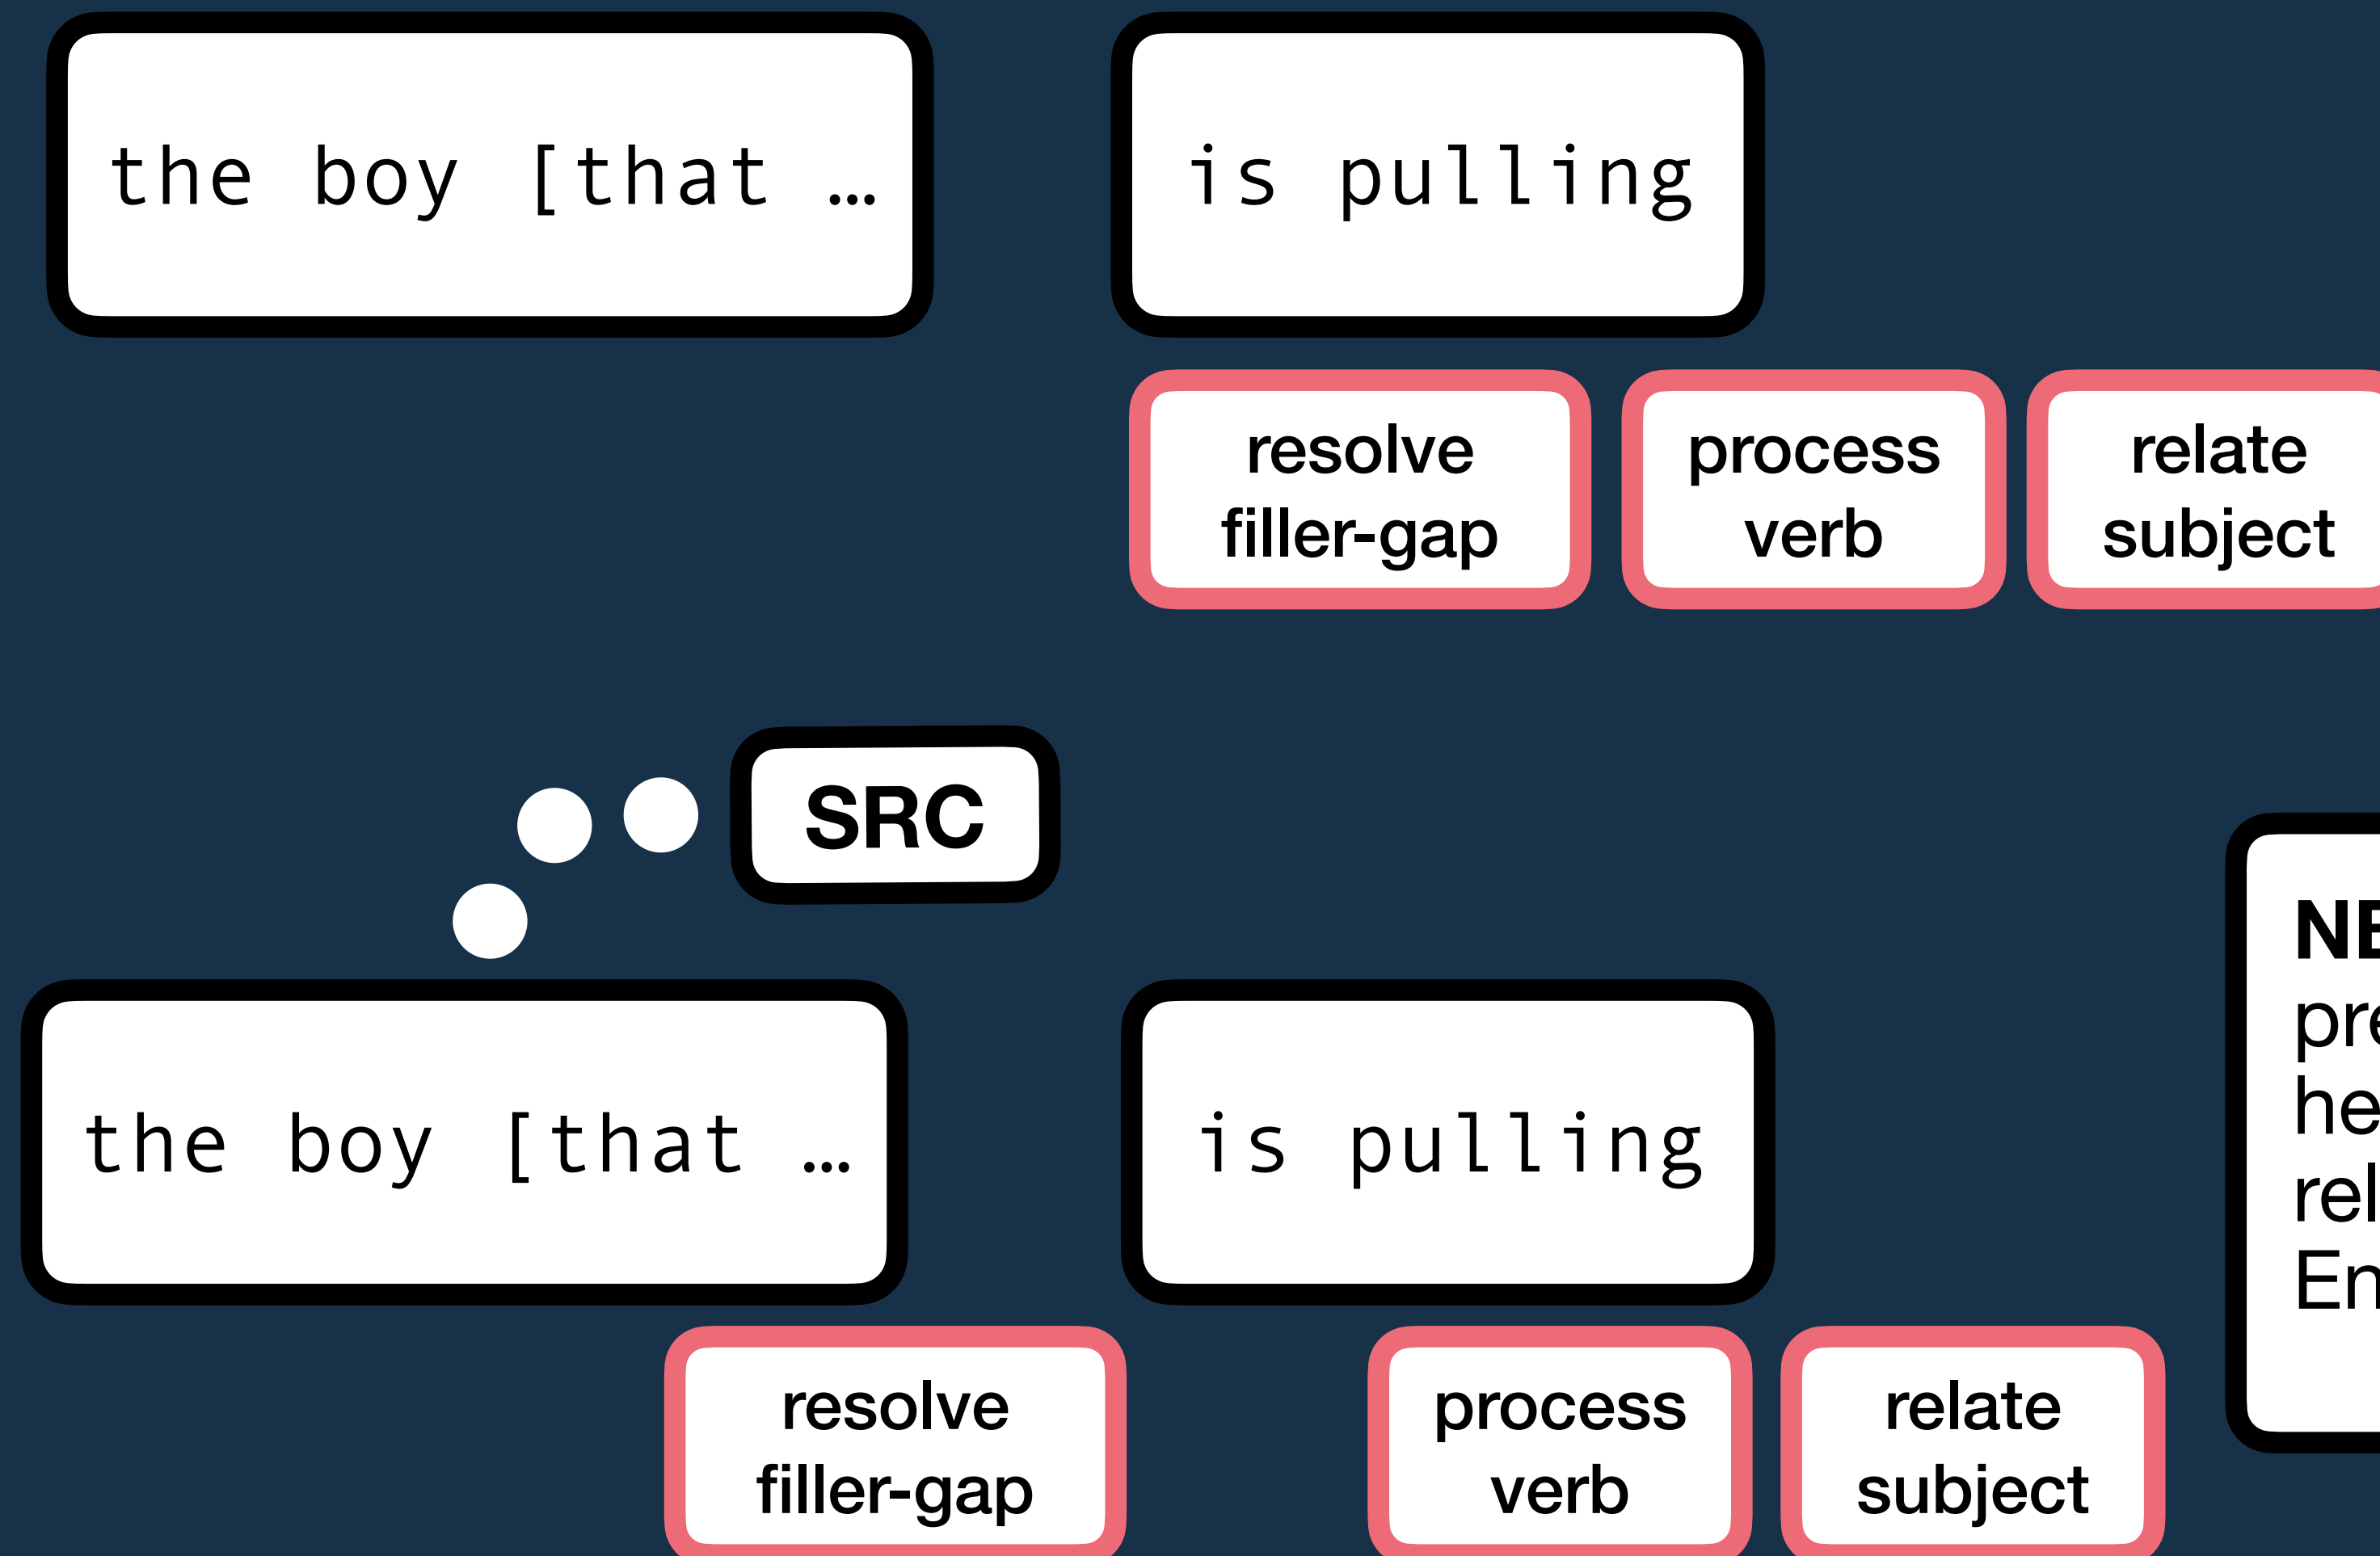 the boy [that …
is pulling
resolve
filler-gap
process
verb
relate
subject
SRC
the boy [that …
is pulling
resolve
filler-gap
process
verb
relate
subject